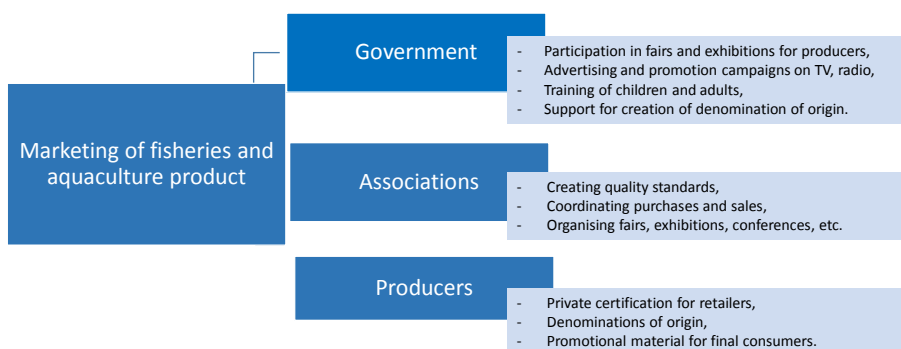 Marketing of fisheries and
aquaculture product
Government
- Participation in fairs and exhibitions for producers,
- Advertising and promotion campaigns on TV, radio,
- Training of children and adults,
- Support for creation of denomination of origin.
Associations
- Creating quality standards,
- Coordinating purchases and sales,
- Organising fairs, exhibitions, conferences, etc.
Producers
- Private certification for retailers,
- Denominations of origin,
- Promotional material for final consumers.